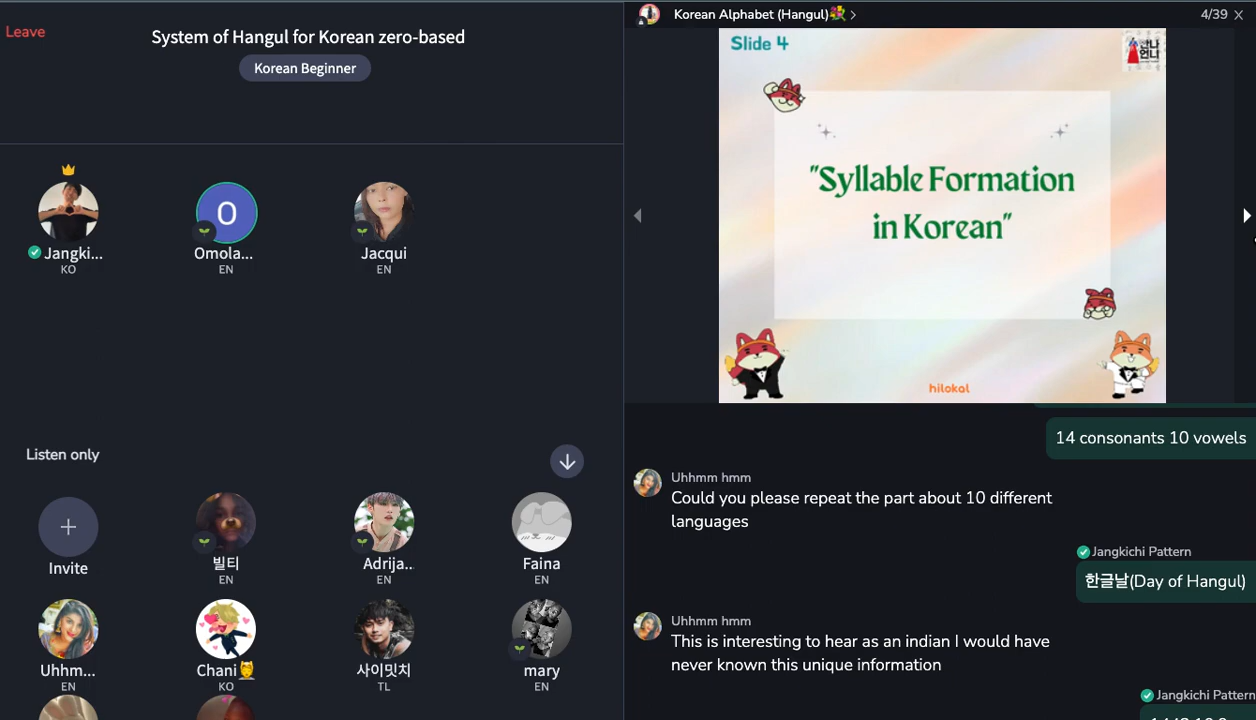 Leave
System of Hangul for Korean zero-based
Korean Beginner
Jangki...
KO
O
Omola...
EN
Jacqui
EN
Listen only
Invite
빌티
EN
Adrija..
EN
Faina
EN
Uhhm...
EN
Chani
KO
사이밋치
TL
mary
EN
Korean Alphabet (Hangul)
4/39
Slide 4
언니
"Syllable Formation
in Korean"
hilokal
14 consonants 10 vowels
Uhhmm hmm
Could you please repeat the part about 10 different
languages
Jangkichi Pattern
한글날(Day of Hangul)
Uhhmm hmm
This is interesting to hear as an indian I would have
never known this unique information
Jangkichi Pattern